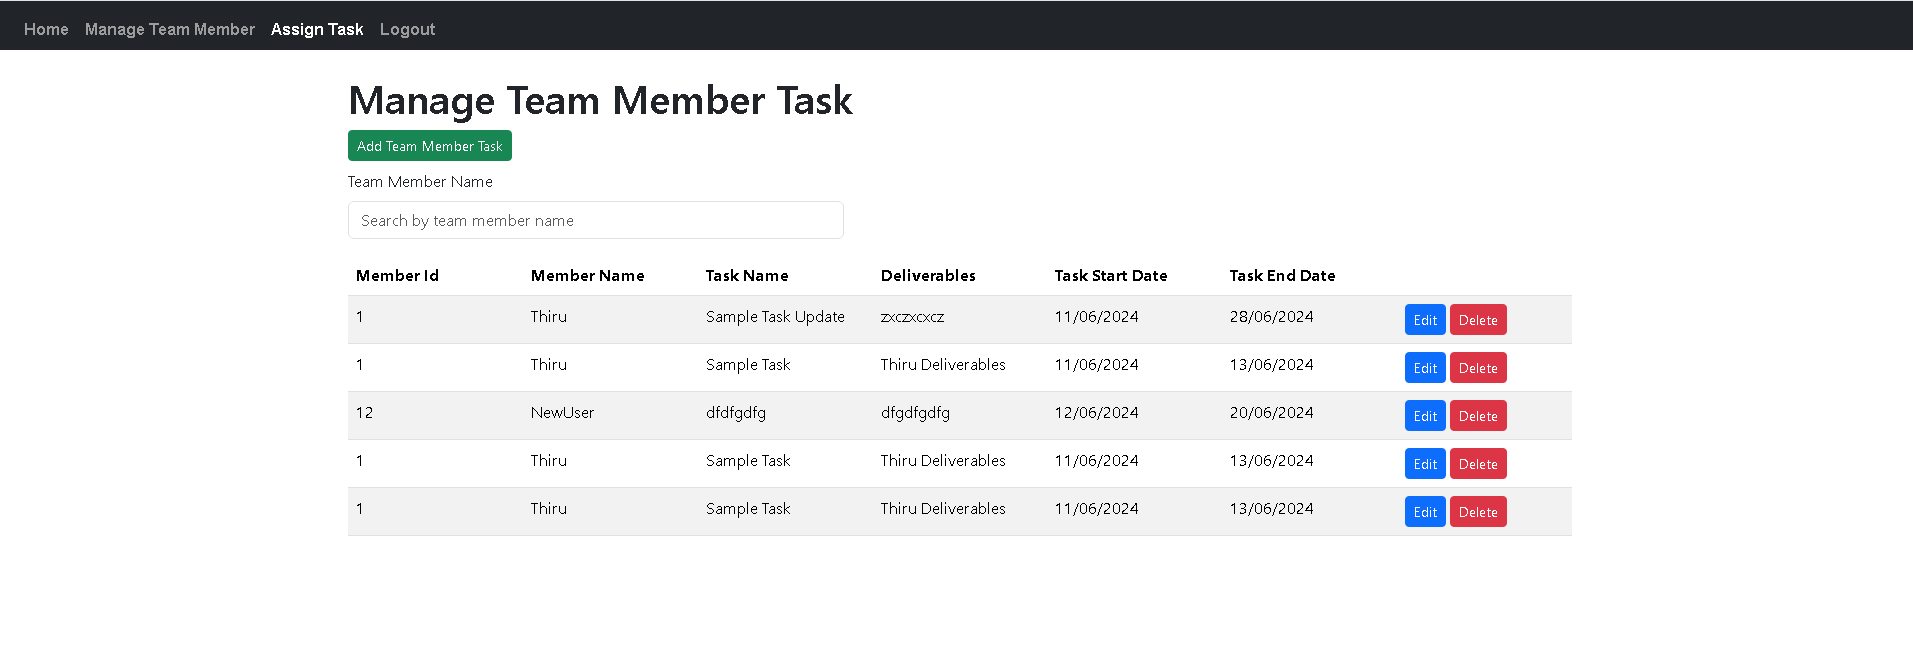 Home Manage Team Member Assign Task Logout
Manage Team Member Task
Add Team Member Task
Team Member Name
Search by team member name
Member Id Member Name Task Name Deliverables Task Start Date Task End Date
1 Thiru Sample Task Update zxczxcxcz 11/06/2024 28/06/2024 Edit Delete
1 Thiru Sample Task Thiru Deliverables 11/06/2024 13/06/2024 Edit Delete
12 NewUser dfdfgdfg dfgdfgdfg 12/06/2024 20/06/2024 Edit Delete
1 Thiru Sample Task Thiru Deliverables 11/06/2024 13/06/2024 Edit Delete
1 Thiru Sample Task Thiru Deliverables 11/06/2024 13/06/2024 Edit Delete